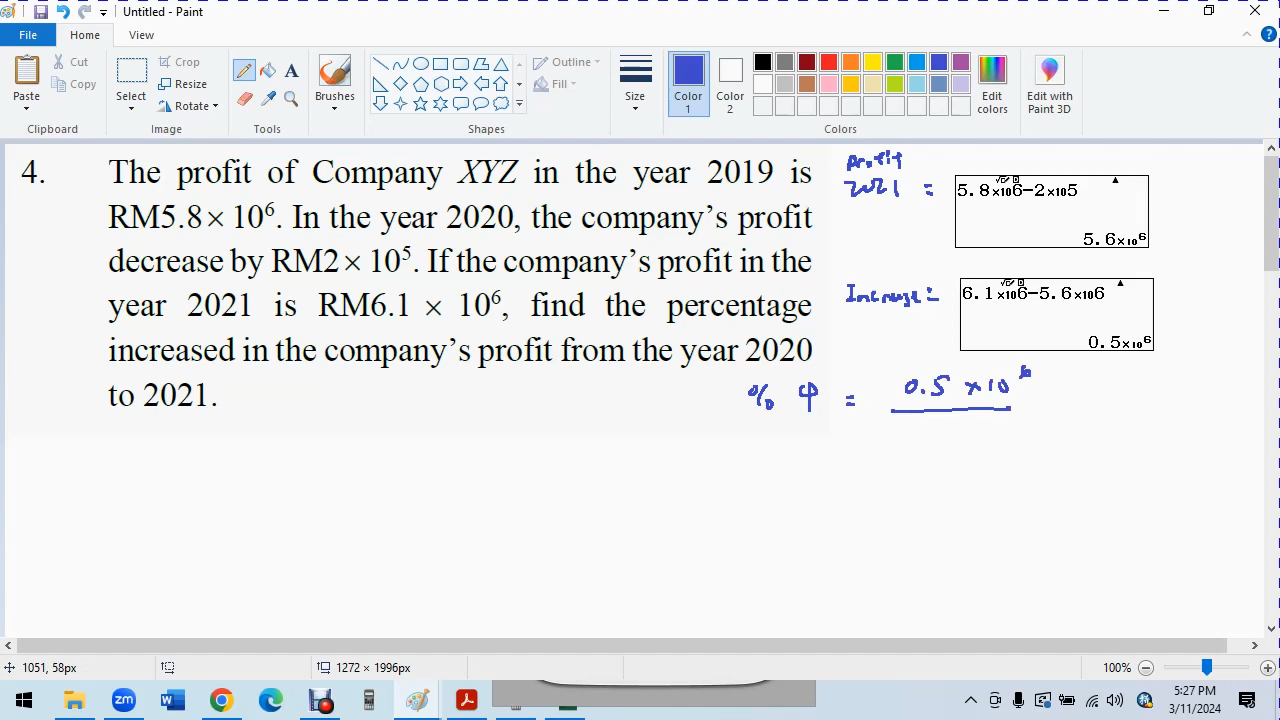 Untitled - Paint
File Home View
Paste Cut Copy
Clipboard
Select Crop Resize Rotate
Image
A
Tools
Brushes
Outline Fill
Shapes
Size
Color 1
Color 2
Edit colors
Colors
Edit with Paint 3D
4. The profit of Company XYZ in the year 2019 is
RM5.8 × 10⁶. In the year 2020, the company's profit
decrease by RM2 × 10⁵. If the company's profit in the
year 2021 is RM6.1 × 10⁶, find the percentage
increased in the company's profit from the year 2020
to 2021.
Profit
2021 =
5.8×106−2×105
5.6×10⁶
Increase =
6.1×106−5.6×106
0.5×10⁶
% ↑ = 0.5 × 10⁶
1051, 58px
1272 × 1996px
100%
5:27 PM
3/11/2024